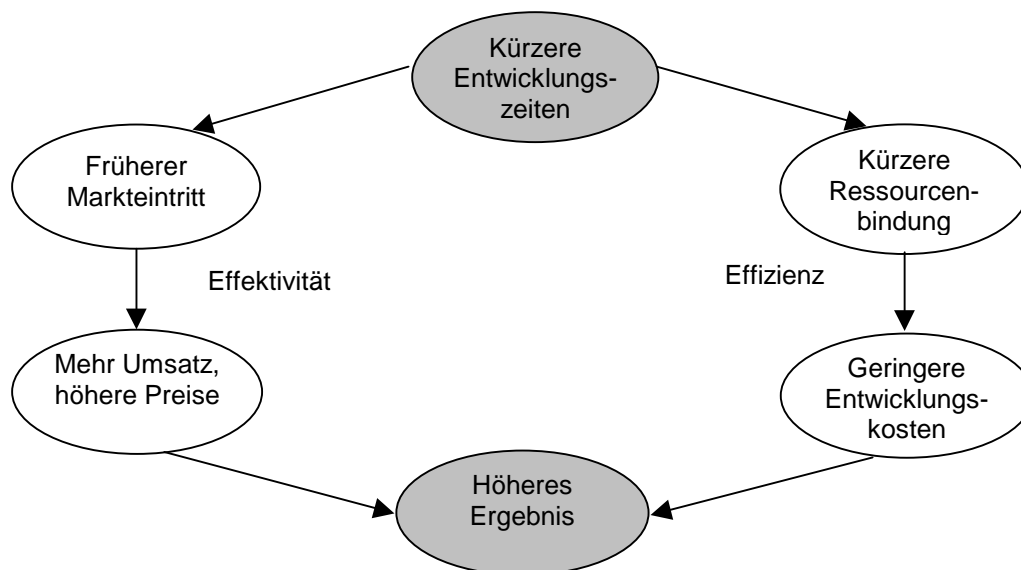 Kürzere
Entwicklungs-
zeiten
Früherer
Markteintritt
Kürzere
Ressourcen-
bindung
Effektivität
Effizienz
Mehr Umsatz,
höhere Preise
Geringere
Entwicklungs-
kosten
Höheres
Ergebnis